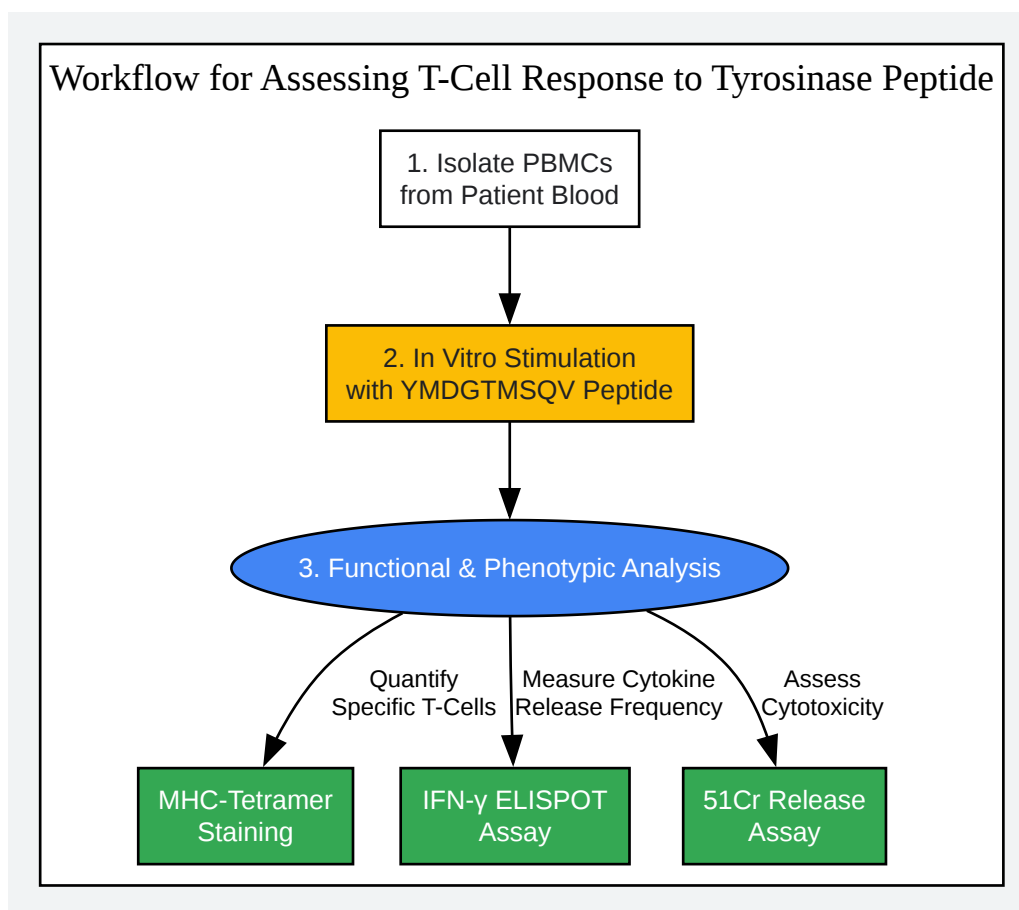 Workflow for Assessing T-Cell Response to Tyrosinase Peptide
1. Isolate PBMCs
from Patient Blood
2. In Vitro Stimulation
with YMDGTMSQV Peptide
3. Functional & Phenotypic Analysis
Quantify
Specific T-Cells
Measure Cytokine
Release Frequency
Assess
Cytotoxicity
MHC-Tetramer
Staining
IFN-γ ELISPOT
Assay
51Cr Release
Assay